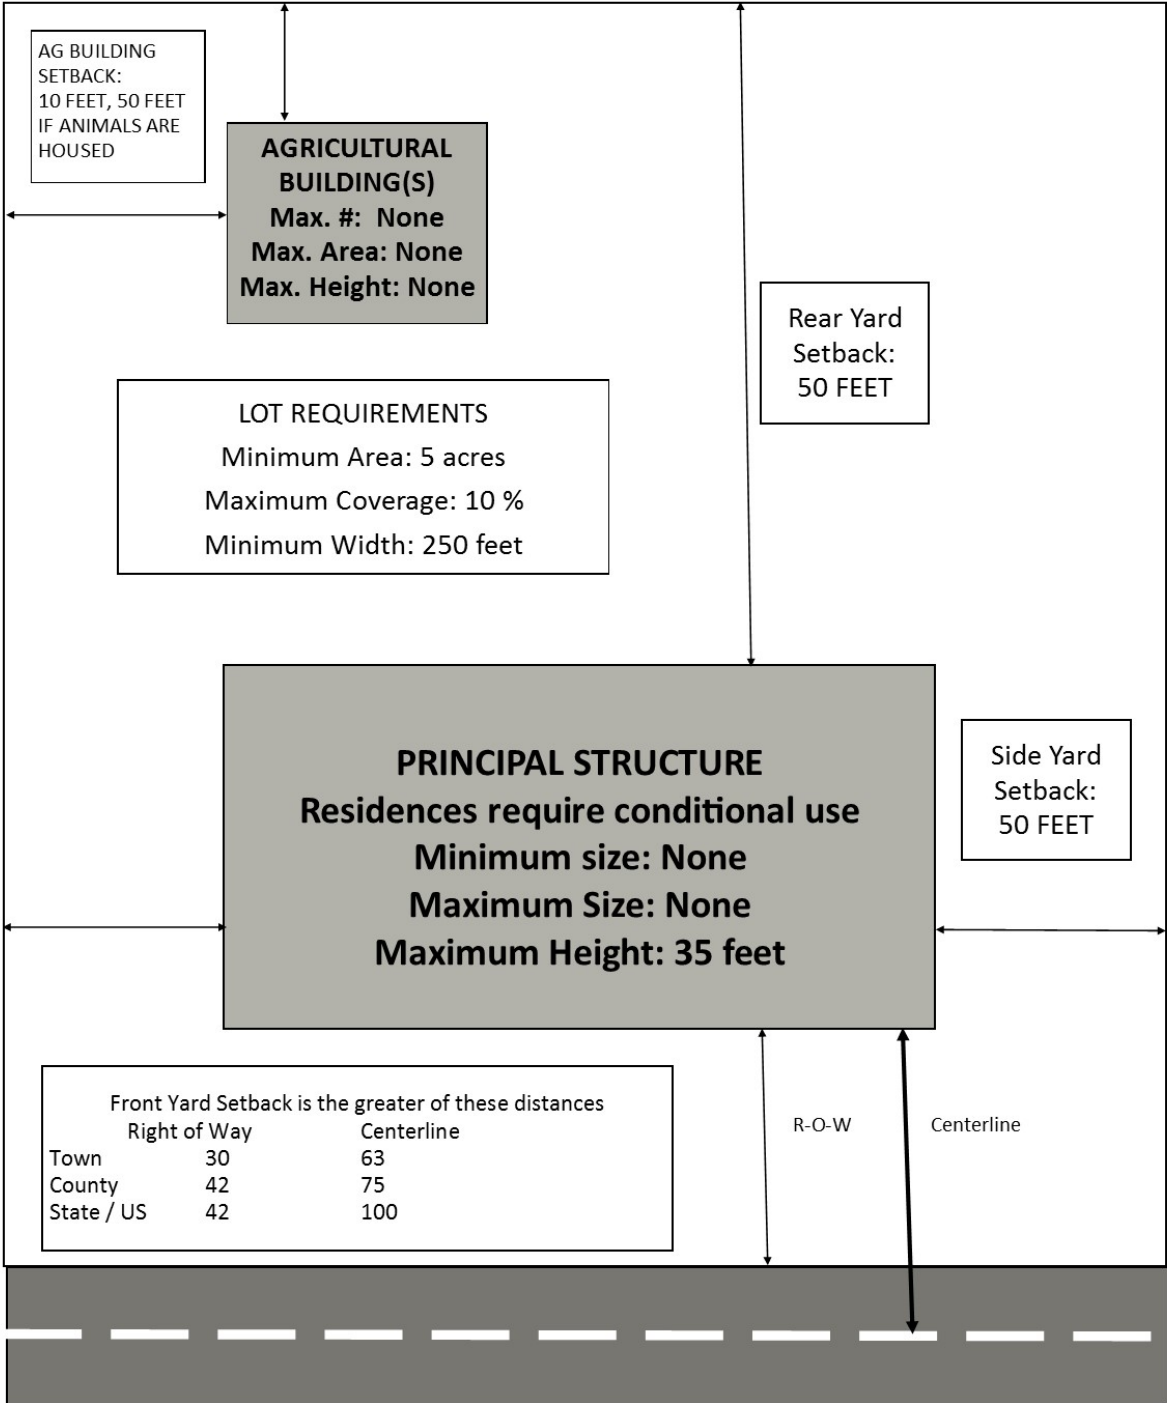 AG BUILDING
SETBACK:
10 FEET, 50 FEET
IF ANIMALS ARE
HOUSED
AGRICULTURAL
BUILDING(S)
Max. #: None
Max. Area: None
Max. Height: None
Rear Yard
Setback:
50 FEET
LOT REQUIREMENTS
Minimum Area: 5 acres
Maximum Coverage: 10 %
Minimum Width: 250 feet
PRINCIPAL STRUCTURE
Residences require conditional use
Minimum size: None
Maximum Size: None
Maximum Height: 35 feet
Side Yard
Setback:
50 FEET
Front Yard Setback is the greater of these distances
Right of Way Centerline
Town 30 63
County 42 75
State / US 42 100
R-O-W
Centerline